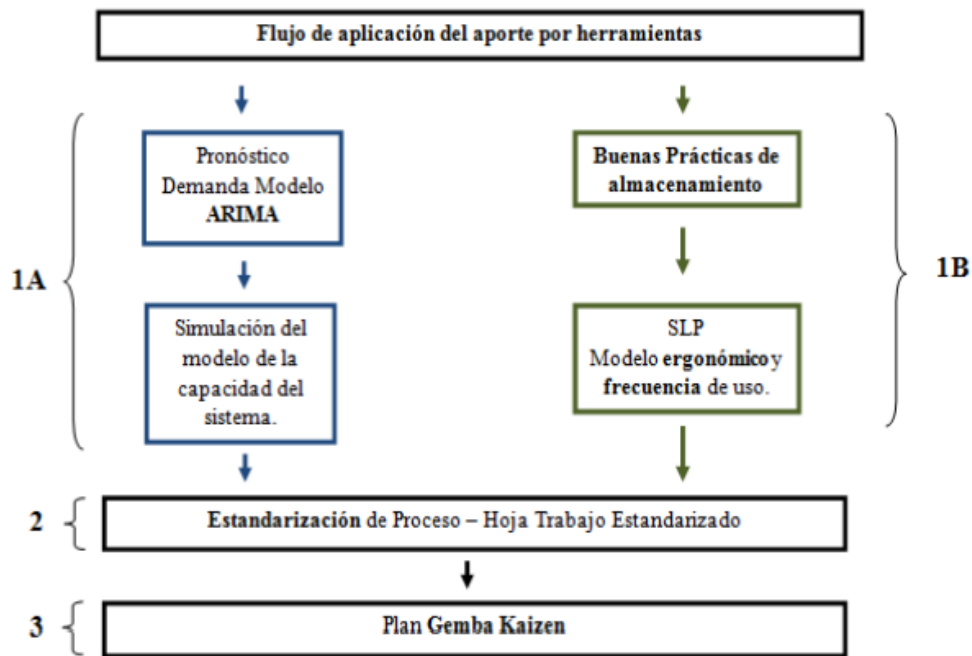 Flujo de aplicación del aporte por herramientas
1A
Pronóstico
Demanda Modelo
ARIMA
Simulación del
modelo de la
capacidad del
sistema.
Buenas Prácticas de
almacenamiento
SLP
Modelo ergonómico y
frecuencia de uso.
1B
2
Estandarización de Proceso – Hoja Trabajo Estandarizado
3
Plan Gemba Kaizen